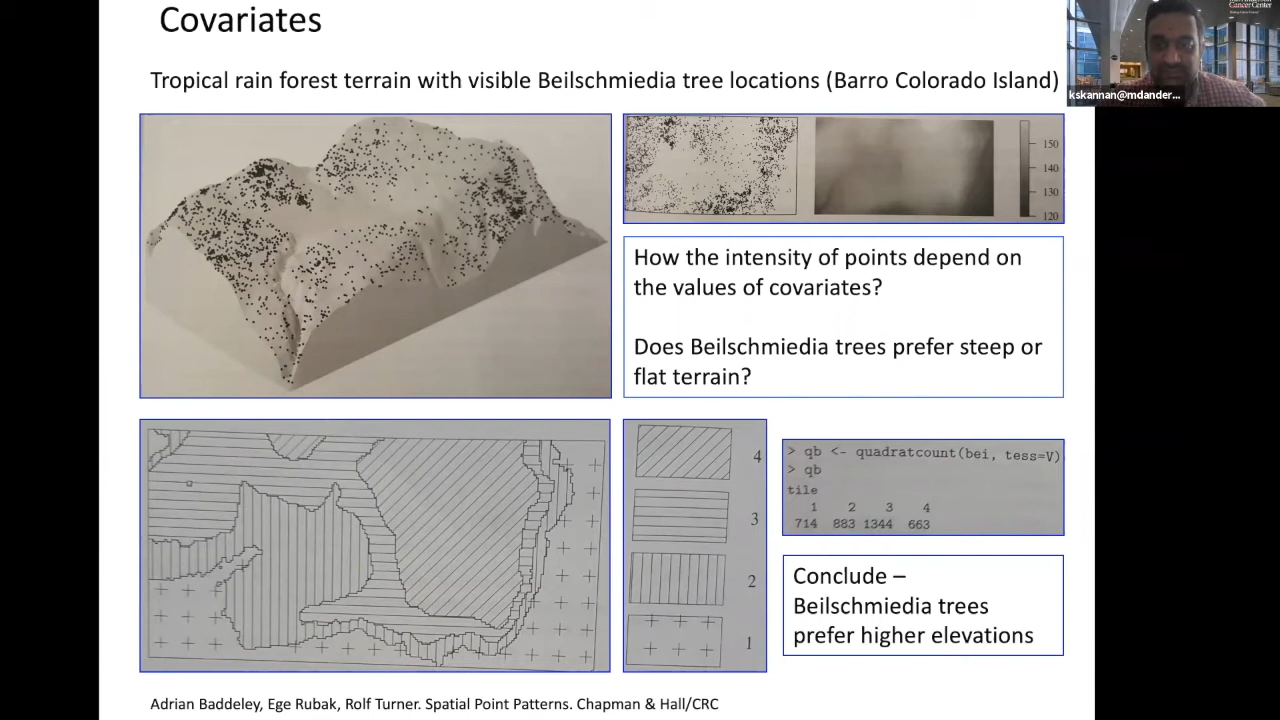 Covariates
Cancer Center
Tropical rain forest terrain with visible Beilschmiedia tree locations (Barro Colorado Island)
kskannan@mdander...
150
140
130
120
How the intensity of points depend on
the values of covariates?
Does Beilschmiedia trees prefer steep or
flat terrain?
4
3
2
1
> qb <- quadratcount(bei, tess=V)
> qb
tile
1 2 3 4
714 883 1344 663
Conclude –
Beilschmiedia trees
prefer higher elevations
Adrian Baddeley, Ege Rubak, Rolf Turner. Spatial Point Patterns. Chapman & Hall/CRC